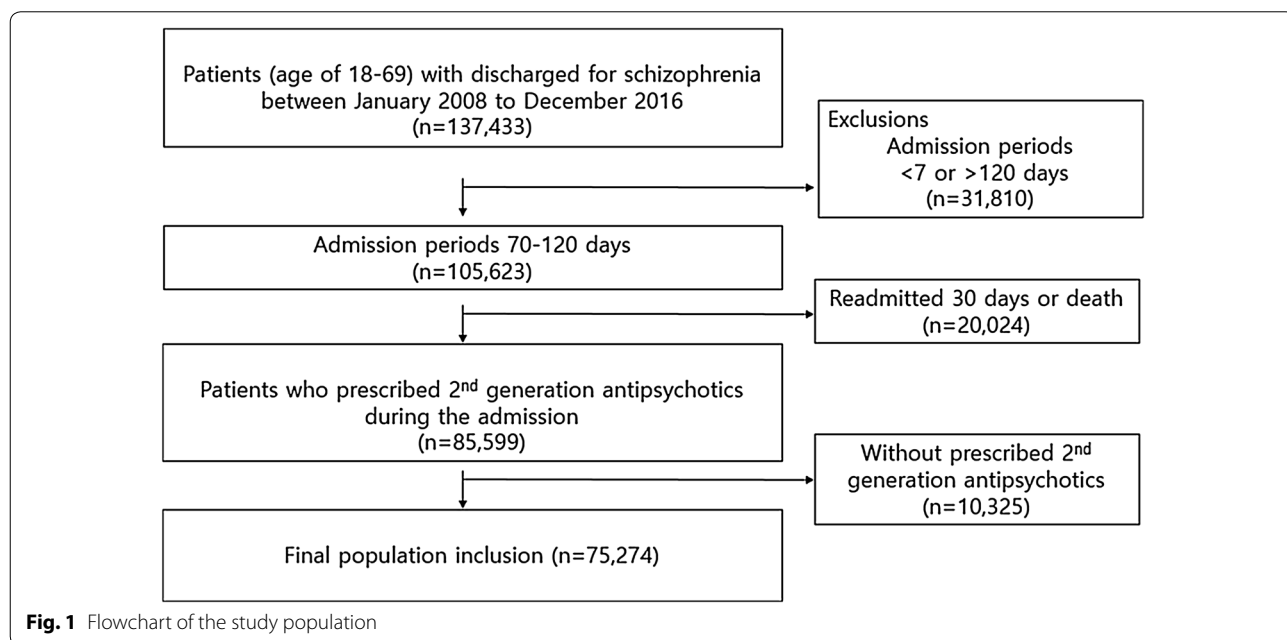 Patients (age of 18-69) with discharged for schizophrenia
between January 2008 to December 2016
(n=137,433)
Exclusions
Admission periods
<7 or >120 days
(n=31,810)
Admission periods 70-120 days
(n=105,623)
Readmitted 30 days or death
(n=20,024)
Patients who prescribed 2nd generation antipsychotics
during the admission
(n=85,599)
Without prescribed 2nd
generation antipsychotics
(n=10,325)
Final population inclusion (n=75,274)
Fig. 1 Flowchart of the study population